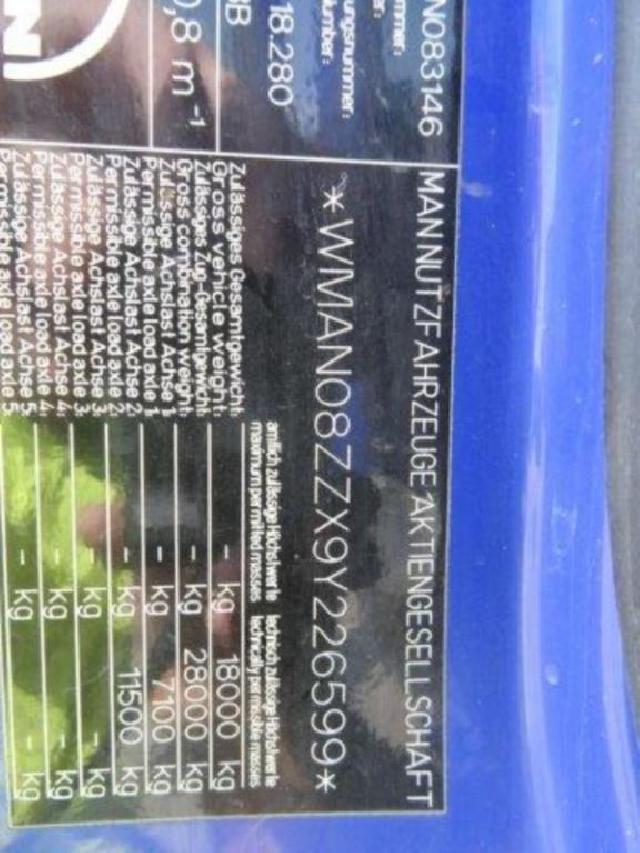 N083146
18.280
,8 m⁻¹
MAN NUTZFAHRZEUGE AKTIENGESELLSCHAFT
*WMAN08ZZX9Y226599*
amtlich zulässige Höchstwerte technisch zulässige Höchstwerte
maximum permitted masses technically permissible masses
Zulässiges Gesamtgewicht:
Gross vehicle weight: - kg 18000 kg
Zulässiges Zug-Gesamtgewicht:
Gross combination weight: - kg 28000 kg
Zulässige Achslast Achse 1:
Permissible axle load axle 1: - kg 7100 kg
Zulässige Achslast Achse 2:
Permissible axle load axle 2: - kg 11500 kg
Zulässige Achslast Achse 3:
Permissible axle load axle 3: - kg - kg
Zulässige Achslast Achse 4:
Permissible axle load axle 4: - kg - kg
Zulässige Achslast Achse 5:
Permissible axle load axle 5: - kg - kg